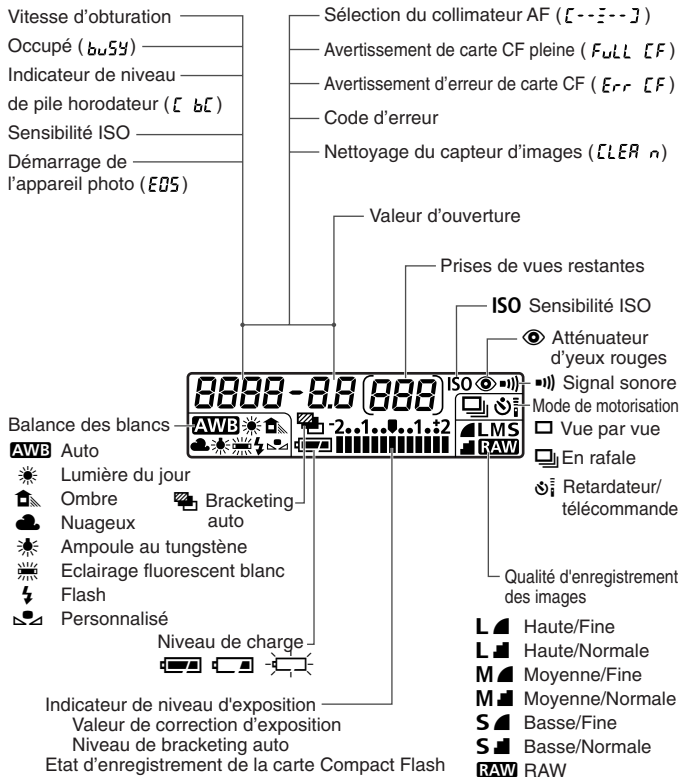 Vitesse d'obturation
Occupé (buSY)
Indicateur de niveau
de pile horodateur ([ bC)
Sensibilité ISO
Démarrage de
l'appareil photo (EOS)
Sélection du collimateur AF ([--⁝--])
Avertissement de carte CF pleine (FuLL CF)
Avertissement d'erreur de carte CF (Err CF)
Code d'erreur
Nettoyage du capteur d'images (CLEA n)
Valeur d'ouverture
Prises de vues restantes
ISO Sensibilité ISO
Atténuateur
d'yeux rouges
Signal sonore
Mode de motorisation
Vue par vue
En rafale
Retardateur/
télécommande
8888-8.8 [888] ISO
AWB -2..1..▼..1..+2 LMS
RAW
Balance des blancs
AWB Auto
Lumière du jour
Ombre
Nuageux
Ampoule au tungstène
Eclairage fluorescent blanc
Flash
Personnalisé
Bracketing
auto
Niveau de charge
Indicateur de niveau d'exposition
Valeur de correction d'exposition
Niveau de bracketing auto
Etat d'enregistrement de la carte Compact Flash
Qualité d'enregistrement
des images
L Haute/Fine
L Haute/Normale
M Moyenne/Fine
M Moyenne/Normale
S Basse/Fine
S Basse/Normale
RAW RAW